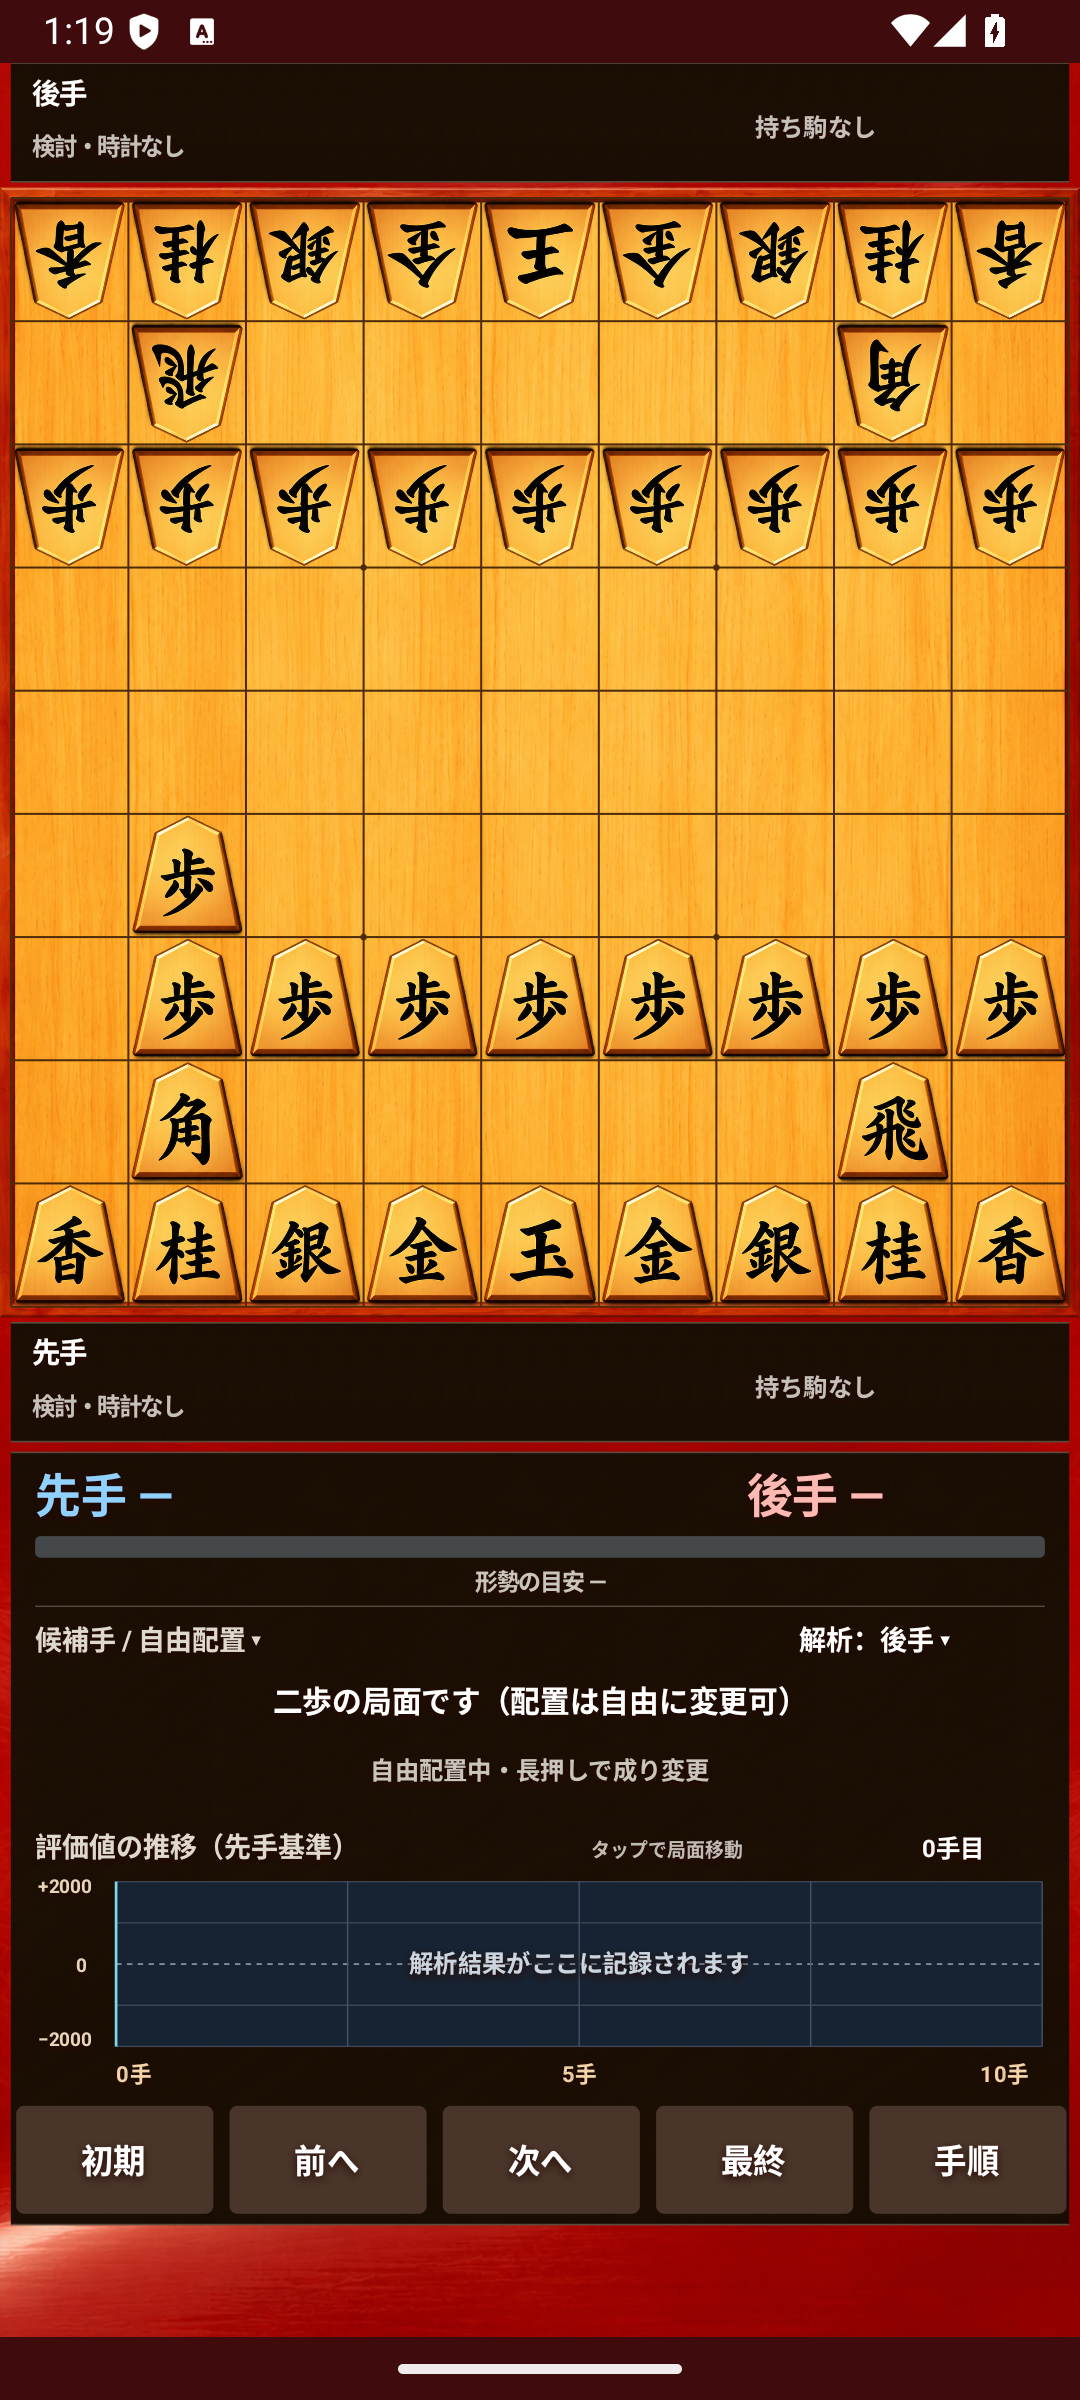 1:19
後手
検討・時計なし
持ち駒なし
香 桂 銀 金 王 金 銀 桂 香
飛 角
歩 歩 歩 歩 歩 歩 歩 歩 歩
歩
歩 歩 歩 歩 歩 歩 歩 歩
角 飛
香 桂 銀 金 玉 金 銀 桂 香
先手
検討・時計なし
持ち駒なし
先手 –
後手 –
形勢の目安 –
候補手 / 自由配置 ▾
解析：後手 ▾
二歩の局面です（配置は自由に変更可）
自由配置中・長押しで成り変更
評価値の推移（先手基準）
タップで局面移動
0手目
+2000
0
−2000
解析結果がここに記録されます
0手
5手
10手
初期
前へ
次へ
最終
手順